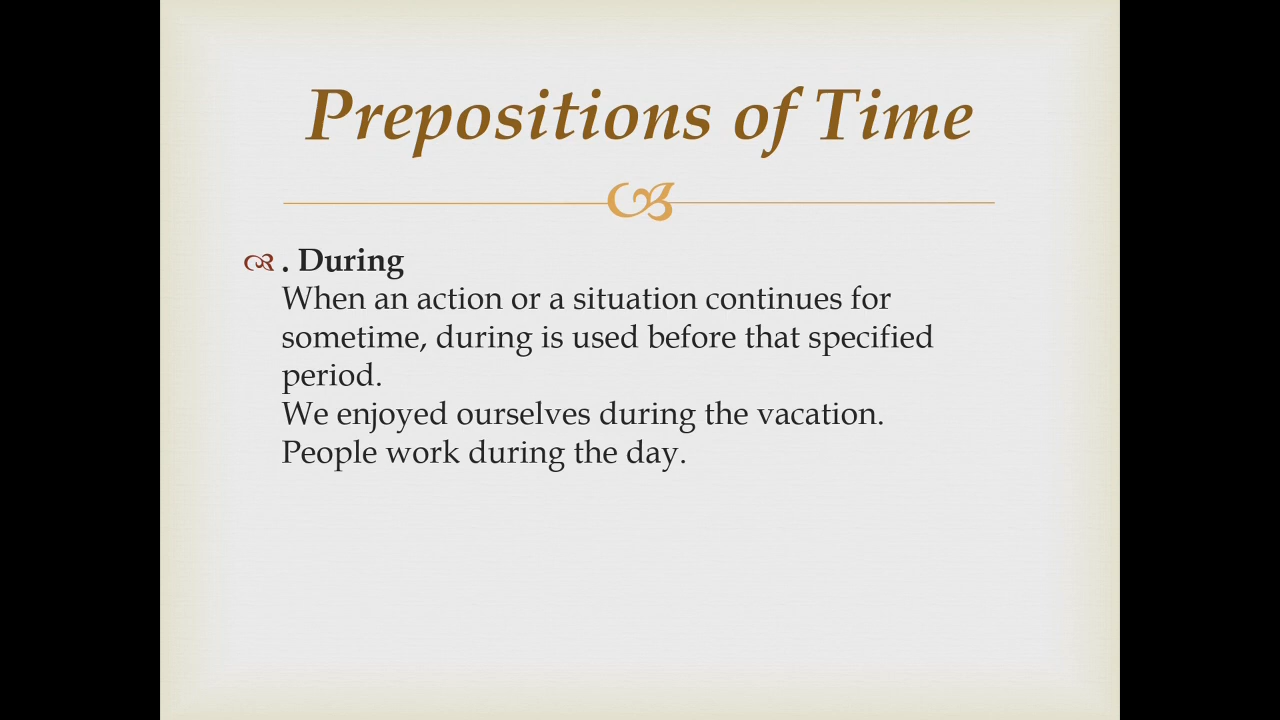 Prepositions of Time
. During
When an action or a situation continues for
sometime, during is used before that specified
period.
We enjoyed ourselves during the vacation.
People work during the day.